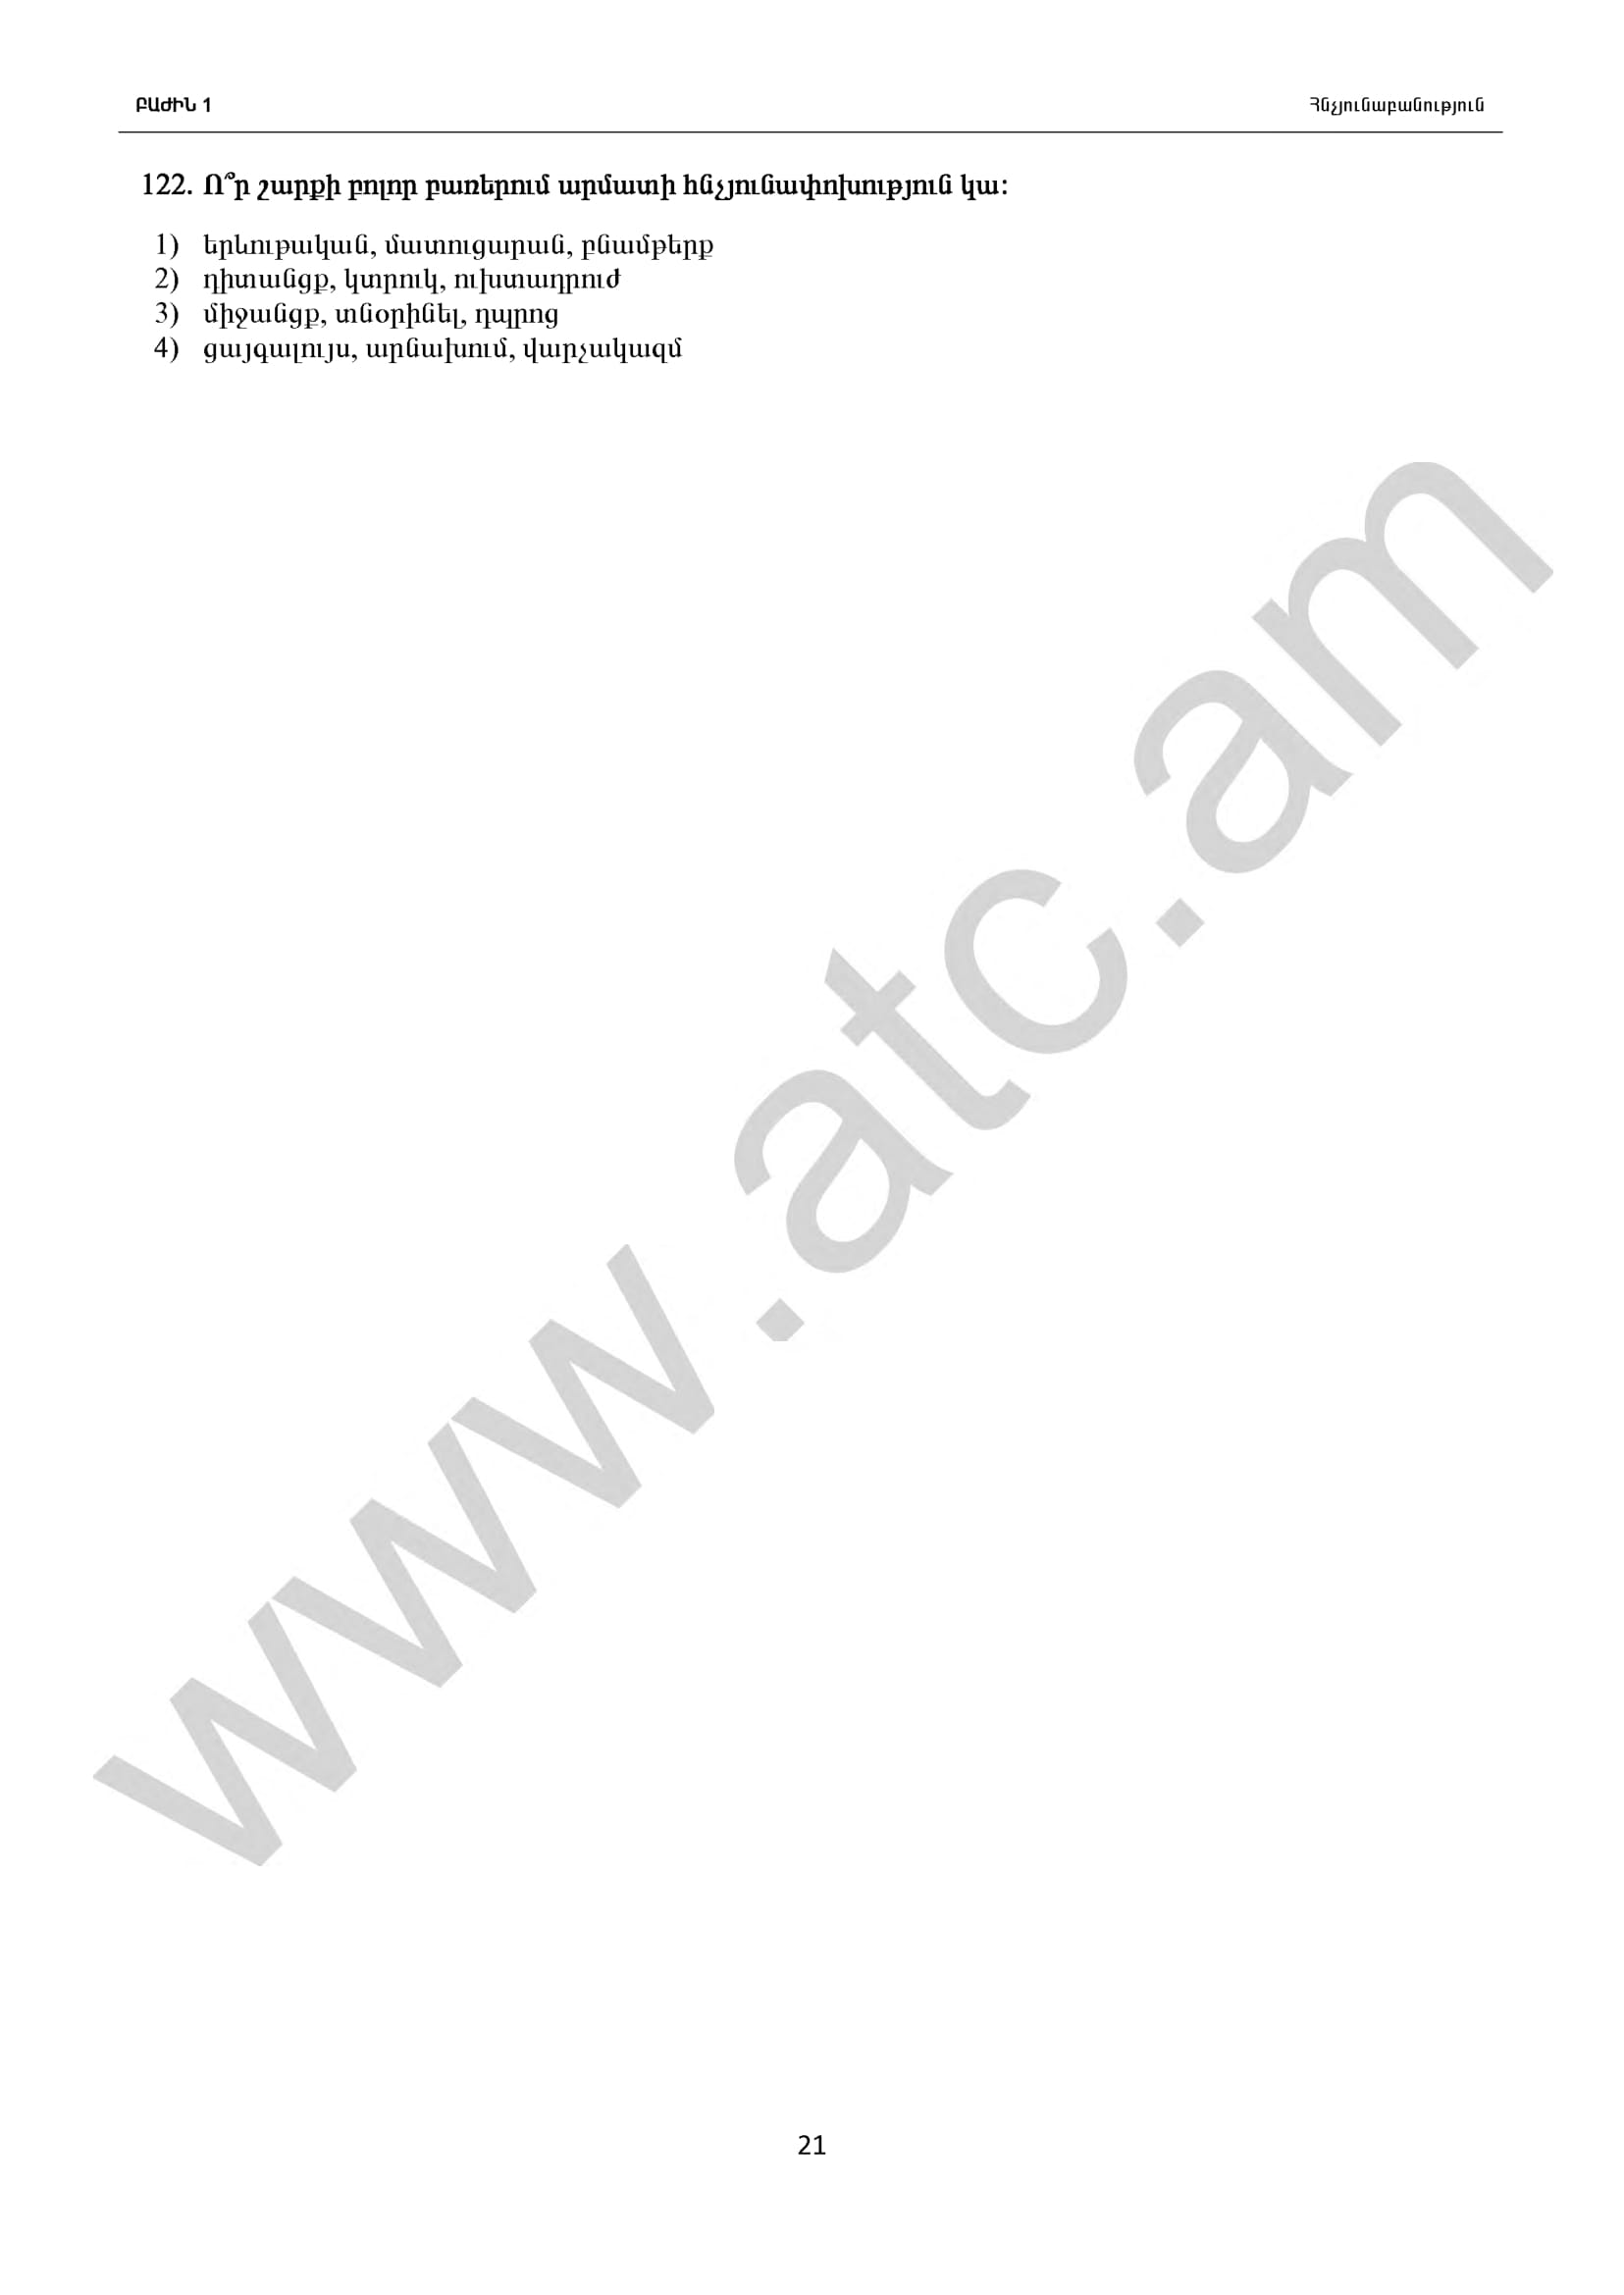 ԲԱԺԻՆ 1
Հնչյունաբանություն
122. Ո՞ր շարքի բոլոր բառերում արմատի հնչյունափոխություն կա:
1) երևութական, մատուցարան, բնամթերք
2) դիտանցք, կտրուկ, ուխտադրուժ
3) միջանցք, տնօրինել, դպրոց
4) ցայգալույս, արնախում, վարչակազմ
www.atc.am
21